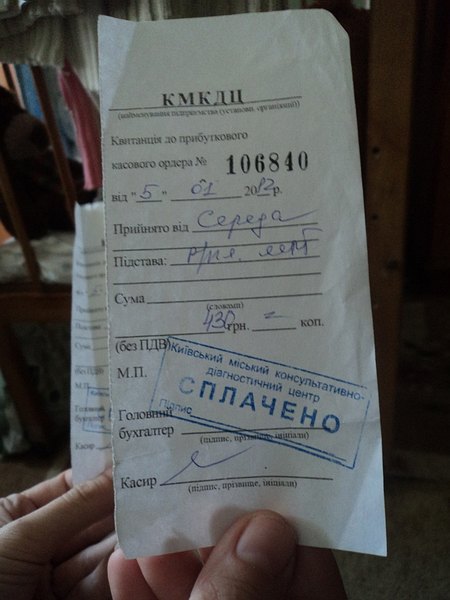 КМКДЦ
(найменування підприємства (установи, організації)
Квитанція до прибуткового
касового ордера № 106840
від "5" 01 2012р.
Прийнято від Середа
Підстава:
Сума
(словами)
430 грн. = коп.
(без ПДВ)
М.П.
Київський міський консультативно-
діагностичний центр
СПЛАЧЕНО
Підпис
Головний
бухгалтер
(підпис, прізвище, ініціали)
Касир
(підпис, прізвище, ініціали)